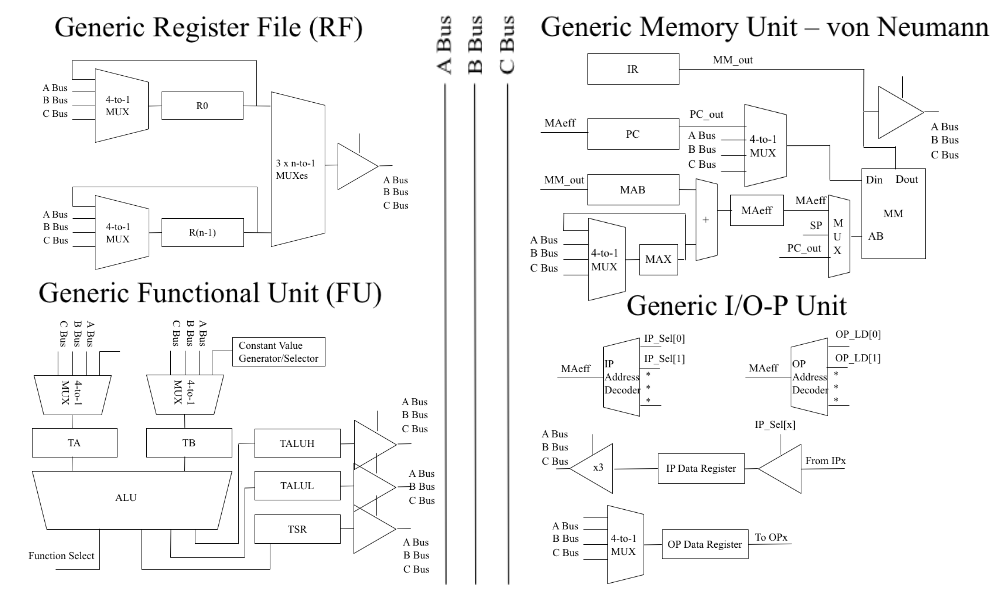 Generic Register File (RF)
A Bus
B Bus
C Bus
4-to-1
MUX
R0
3 x n-to-1
MUXes
A Bus
B Bus
C Bus
A Bus
B Bus
C Bus
4-to-1
MUX
R(n-1)
Generic Functional Unit (FU)
C Bus
B Bus
A Bus
4-to-1
MUX
C Bus
B Bus
A Bus
4-to-1
MUX
Constant Value
Generator/Selector
TA
TB
ALU
Function Select
TALUH
TALUL
TSR
A Bus
B Bus
C Bus
A Bus
B Bus
C Bus
A Bus
B Bus
C Bus
A Bus
B Bus
C Bus
Generic Memory Unit – von Neumann
IR
MM_out
A Bus
B Bus
C Bus
MAeff
PC
PC_out
A Bus
B Bus
C Bus
4-to-1
MUX
MM_out
MAB
A Bus
B Bus
C Bus
4-to-1
MUX
MAX
+
MAeff
MAeff
SP
PC_out
M
U
X
Din
Dout
MM
AB
Generic I/O-P Unit
MAeff
IP
Address
Decoder
IP_Sel[0]
IP_Sel[1]
*
*
*
MAeff
OP
Address
Decoder
OP_LD[0]
OP_LD[1]
*
*
*
A Bus
B Bus
C Bus
x3
IP Data Register
IP_Sel[x]
From IPx
A Bus
B Bus
C Bus
4-to-1
MUX
OP Data Register
To OPx